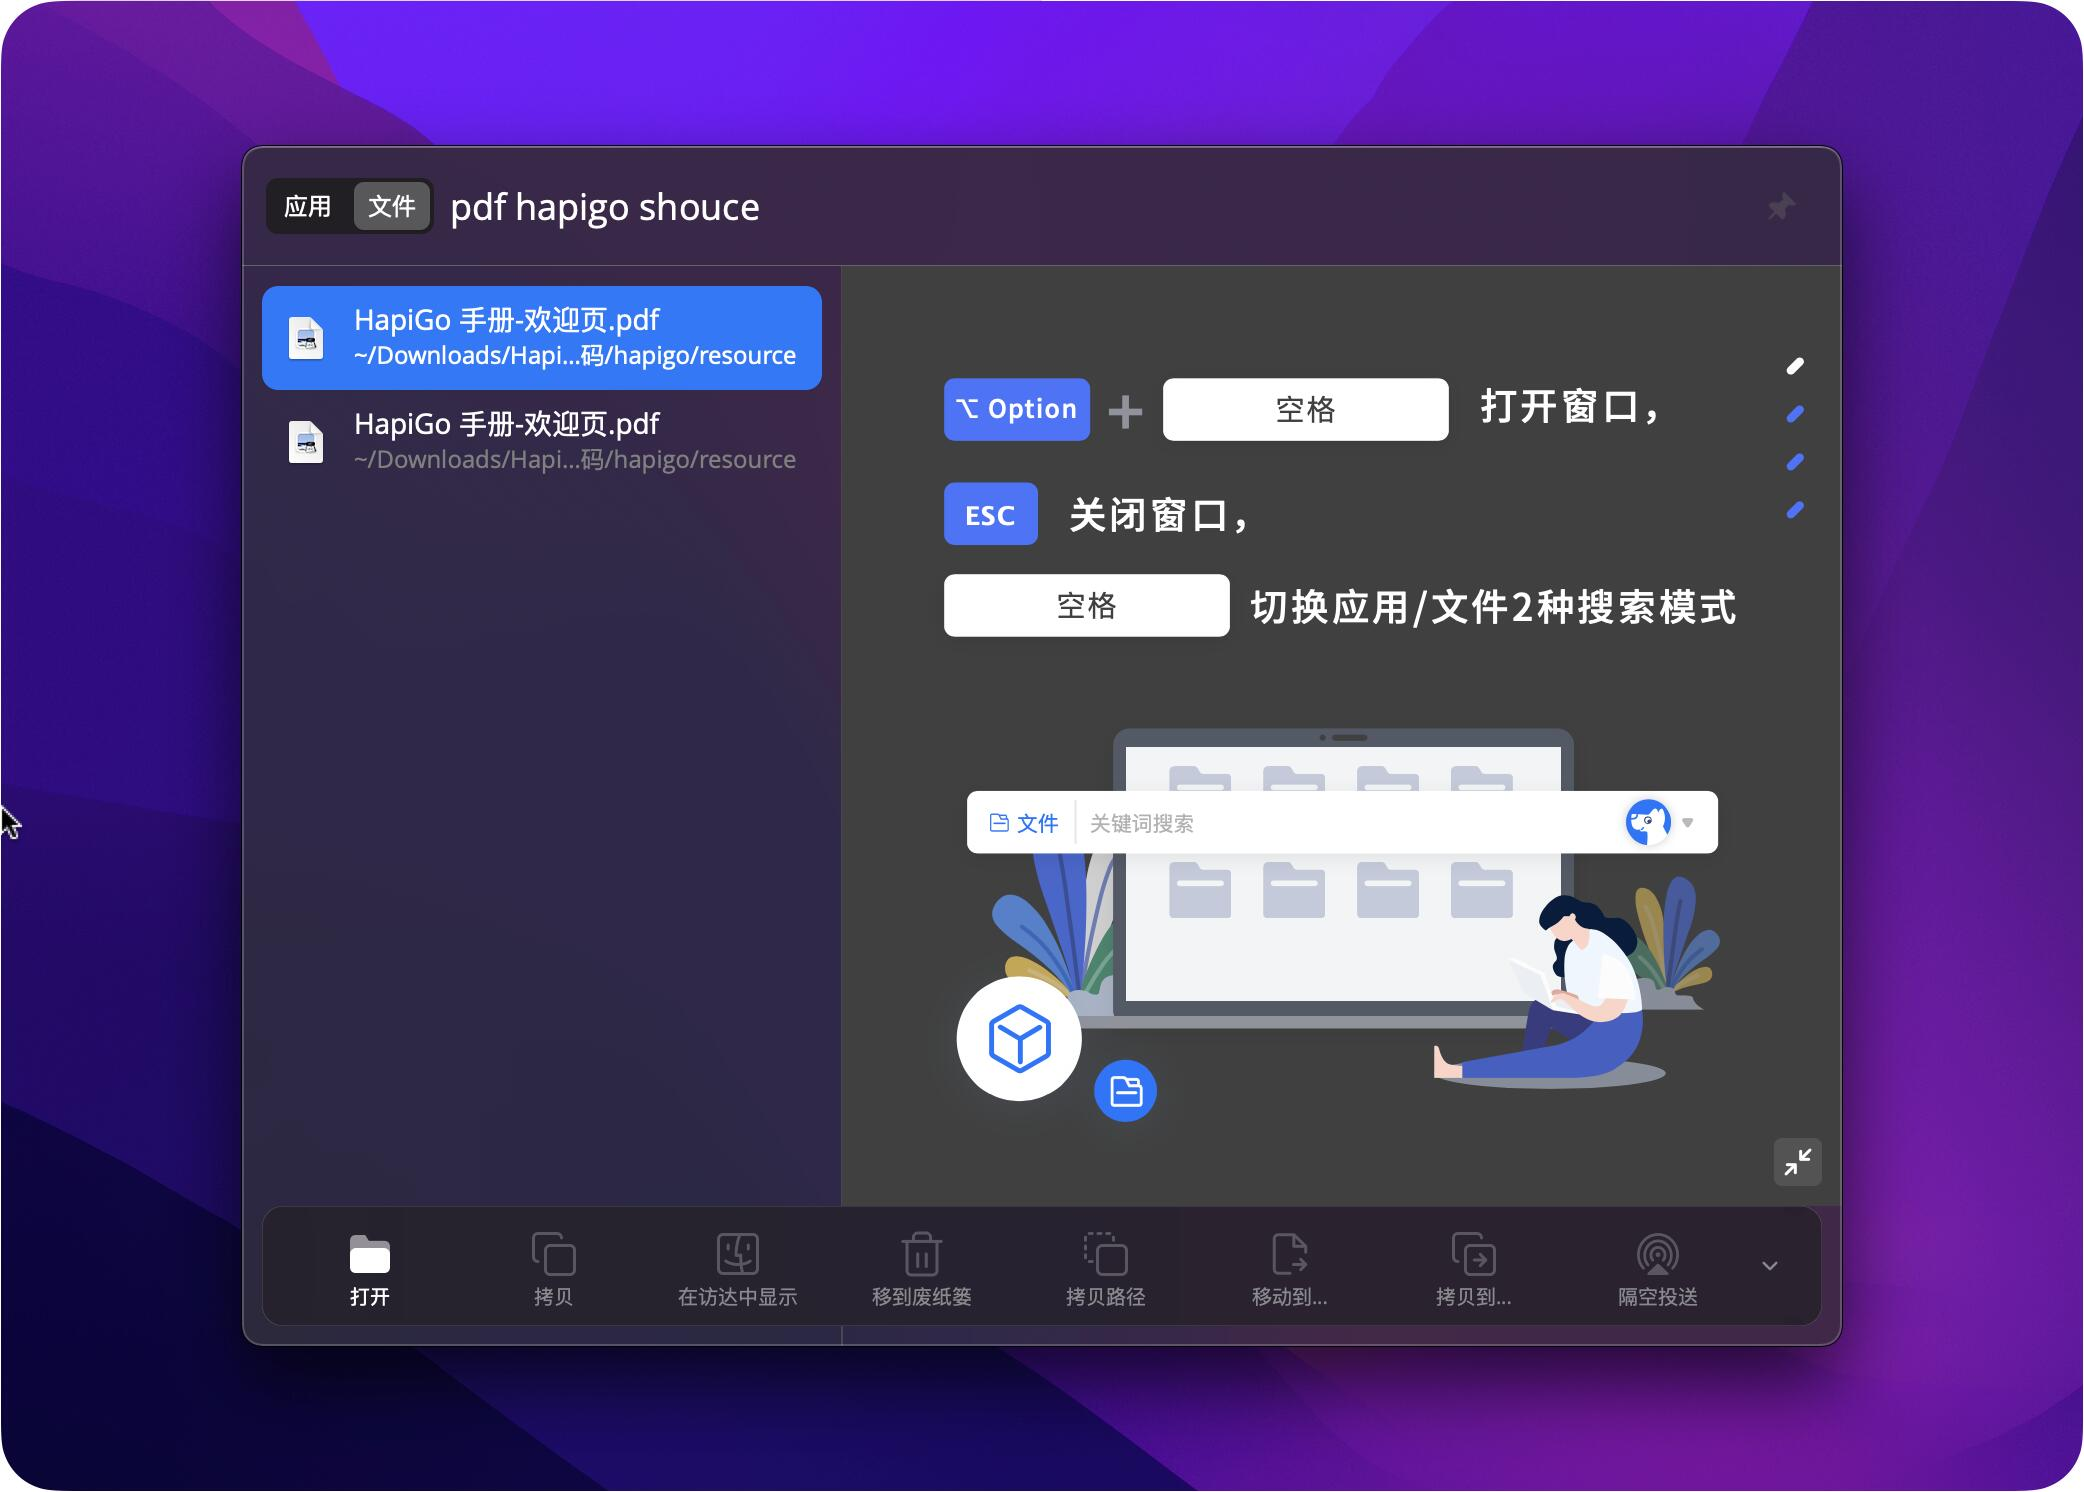 应用 文件 pdf hapigo shouce
HapiGo 手册-欢迎页.pdf
~/Downloads/Hapi...码/hapigo/resource
HapiGo 手册-欢迎页.pdf
~/Downloads/Hapi...码/hapigo/resource
⌥ Option + 空格 打开窗口，
ESC 关闭窗口，
空格 切换应用/文件2种搜索模式
文件 关键词搜索
打开 拷贝 在访达中显示 移到废纸篓 拷贝路径 移动到... 拷贝到... 隔空投送